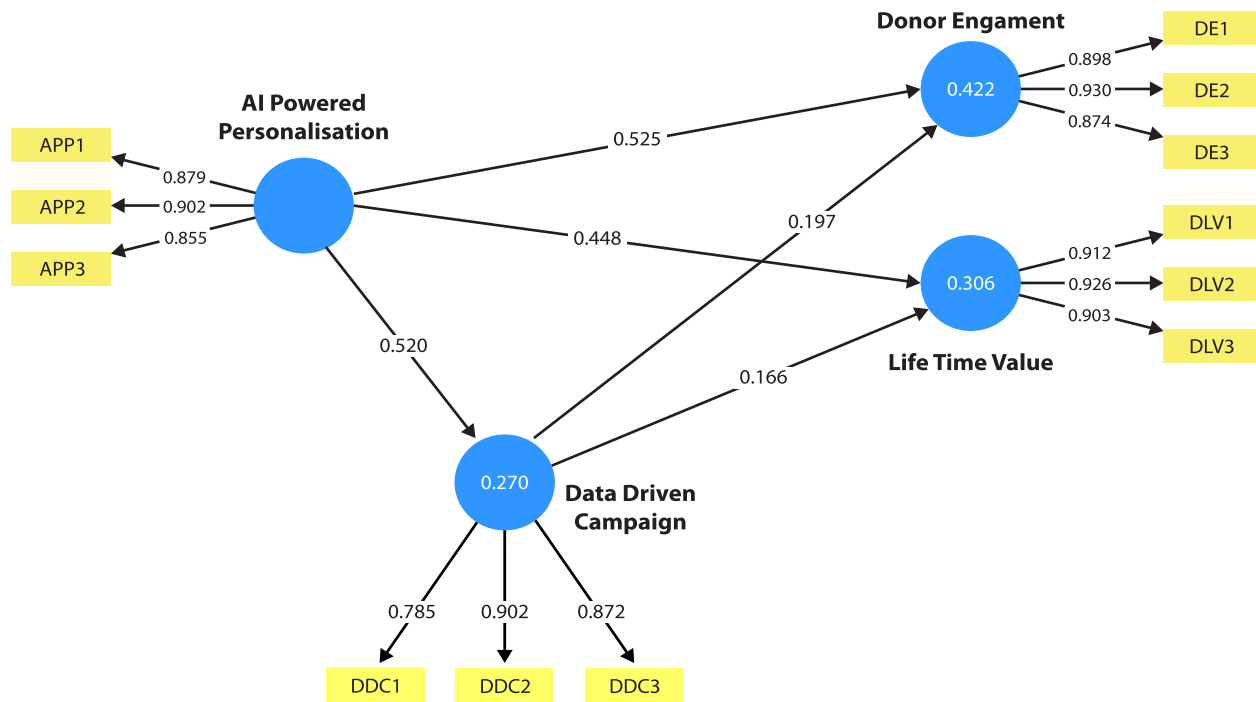 Donor Engament
DE1
0.898
0.422
0.930
DE2
0.874
DE3
AI Powered
Personalisation
APP1
0.879
APP2
0.902
0.855
APP3
0.525
0.197
0.448
DLV1
0.912
0.306
0.926
DLV2
0.903
DLV3
Life Time Value
0.520
0.166
0.270
Data Driven
Campaign
0.785
0.902
0.872
DDC1
DDC2
DDC3